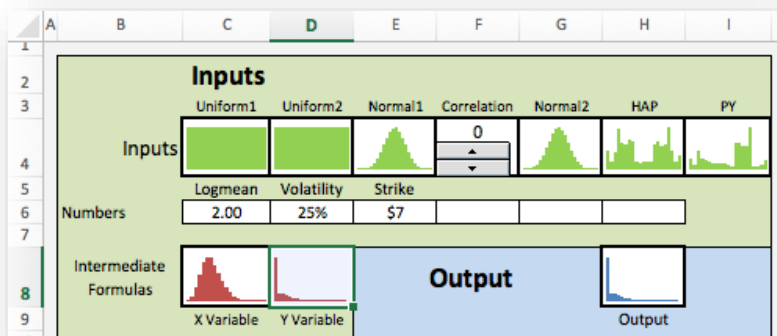 A B C D E F G H I
1
2 Inputs
3 Uniform1 Uniform2 Normal1 Correlation Normal2 HAP PY
4 Inputs 0
5 Logmean Volatility Strike
6 Numbers 2.00 25% $7
7
Intermediate
8 Formulas Output
9 X Variable Y Variable Output